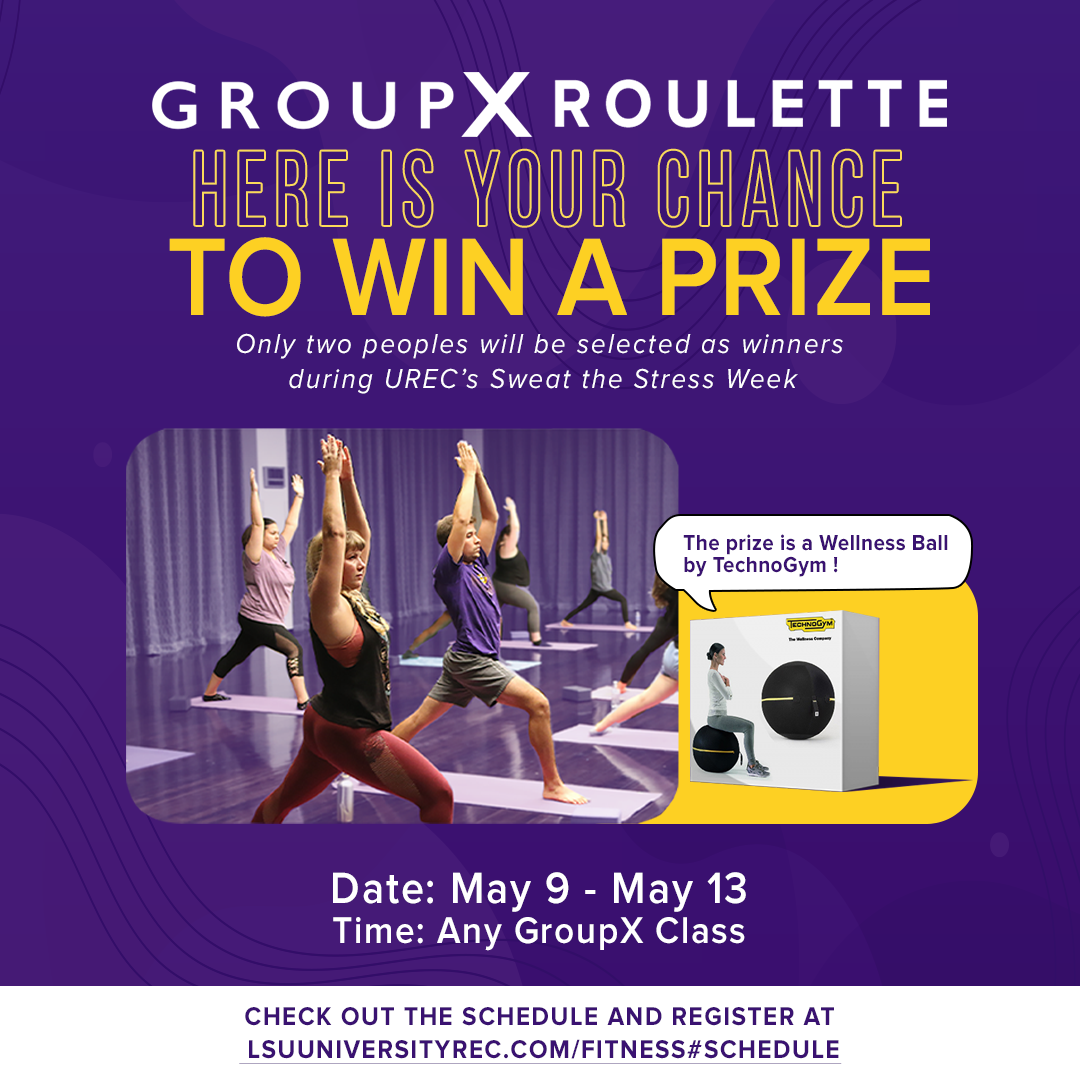 GROUPX ROULETTE
HERE IS YOUR CHANCE
TO WIN A PRIZE
Only two peoples will be selected as winners
during UREC's Sweat the Stress Week
The prize is a Wellness Ball
by TechnoGym !
TECHNOGYM
The Wellness Company
Date: May 9 - May 13
Time: Any GroupX Class
CHECK OUT THE SCHEDULE AND REGISTER AT
LSUUNIVERSITYREC.COM/FITNESS#SCHEDULE